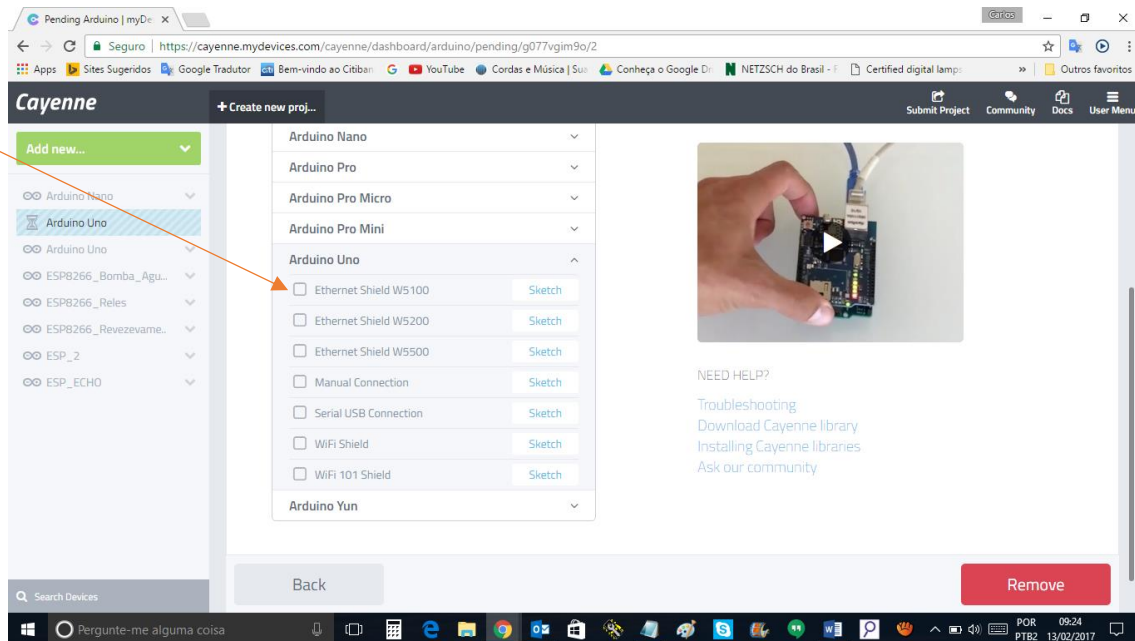 Pending Arduino | myDe
Carlos
Seguro | https://cayenne.mydevices.com/cayenne/dashboard/arduino/pending/g077vgim9o/2
Apps Sites Sugeridos Google Tradutor Bem-vindo ao Citiban YouTube Cordas e Música | Sua Conheça o Google Dr NETZSCH do Brasil - Certified digital lamp » Outros favoritos
Cayenne
+ Create new proj...
Submit Project Community Docs User Menu
Add new...
Arduino Nano
Arduino Uno
Arduino Uno
ESP8266_Bomba_Agu...
ESP8266_Reles
ESP8266_Revezevame..
ESP_2
ESP_ECHO
Search Devices
Arduino Nano
Arduino Pro
Arduino Pro Micro
Arduino Pro Mini
Arduino Uno
Ethernet Shield W5100 Sketch
Ethernet Shield W5200 Sketch
Ethernet Shield W5500 Sketch
Manual Connection Sketch
Serial USB Connection Sketch
WiFi Shield Sketch
WiFi 101 Shield Sketch
Arduino Yun
NEED HELP?
Troubleshooting
Download Cayenne library
Installing Cayenne libraries
Ask our community
Back
Remove
Pergunte-me alguma coisa
POR 09:24
PTB2 13/02/2017